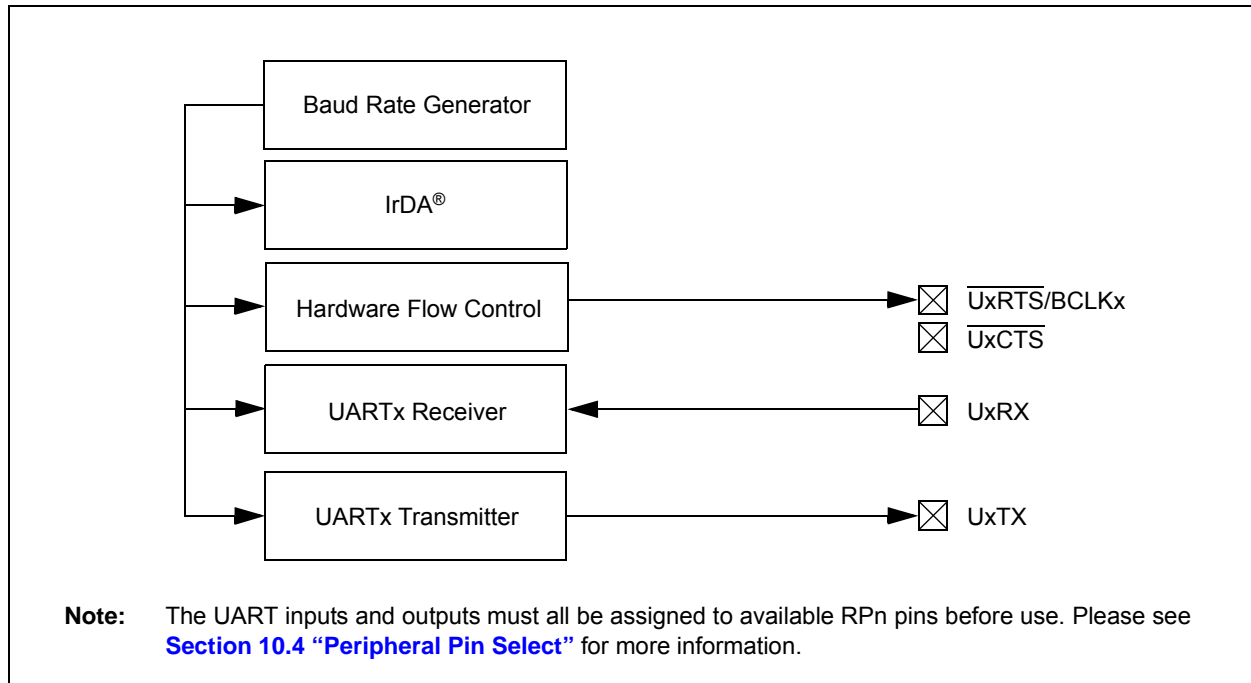 Baud Rate Generator
IrDA®
Hardware Flow Control
UxRTS/BCLKx
UxCTS
UARTx Receiver
UxRX
UARTx Transmitter
UxTX
Note: The UART inputs and outputs must all be assigned to available RPn pins before use. Please see
Section 10.4 “Peripheral Pin Select” for more information.